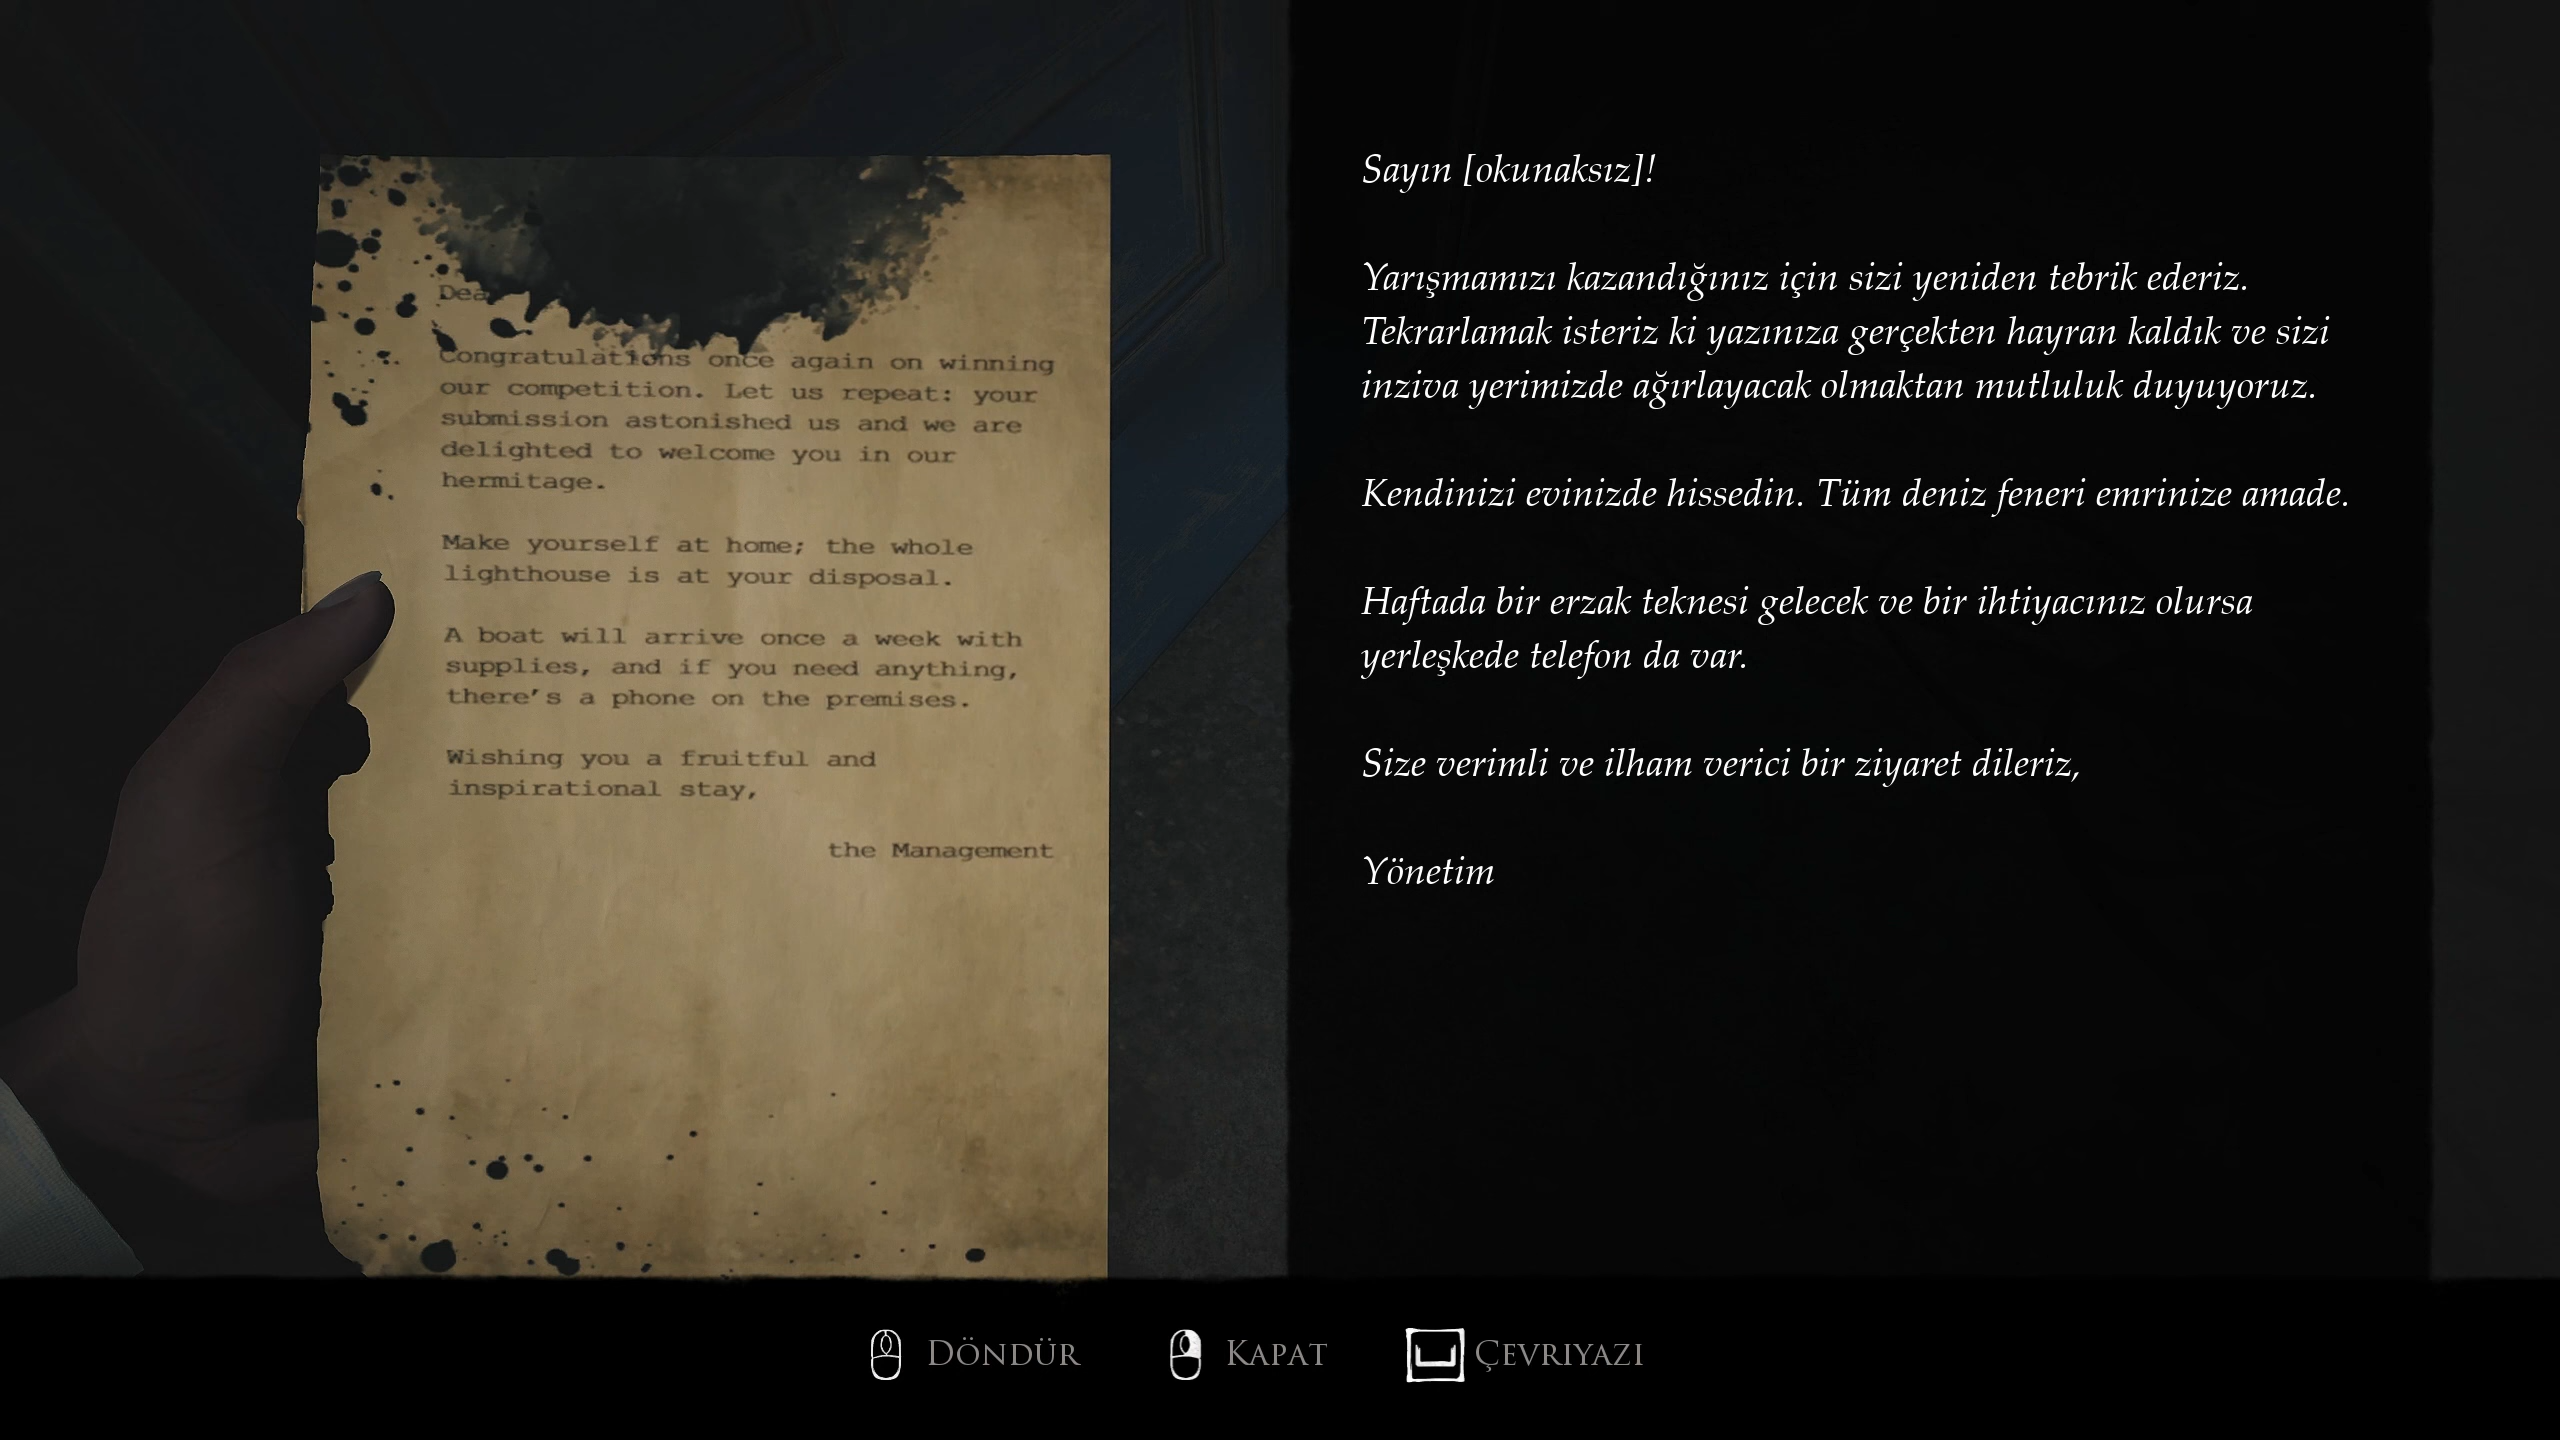 Dea
Congratulations once again on winning
our competition. Let us repeat: your
submission astonished us and we are
delighted to welcome you in our
hermitage.
Make yourself at home; the whole
lighthouse is at your disposal.
A boat will arrive once a week with
supplies, and if you need anything,
there's a phone on the premises.
Wishing you a fruitful and
inspirational stay,
the Management
Sayın [okunaksız]!
Yarışmamızı kazandığınız için sizi yeniden tebrik ederiz.
Tekrarlamak isteriz ki yazınıza gerçekten hayran kaldık ve sizi
inziva yerimizde ağırlayacak olmaktan mutluluk duyuyoruz.
Kendinizi evinizde hissedin. Tüm deniz feneri emrinize amade.
Haftada bir erzak teknesi gelecek ve bir ihtiyacınız olursa
yerleşkede telefon da var.
Size verimli ve ilham verici bir ziyaret dileriz,
Yönetim
DÖNDÜR KAPAT ÇEVRIYAZI